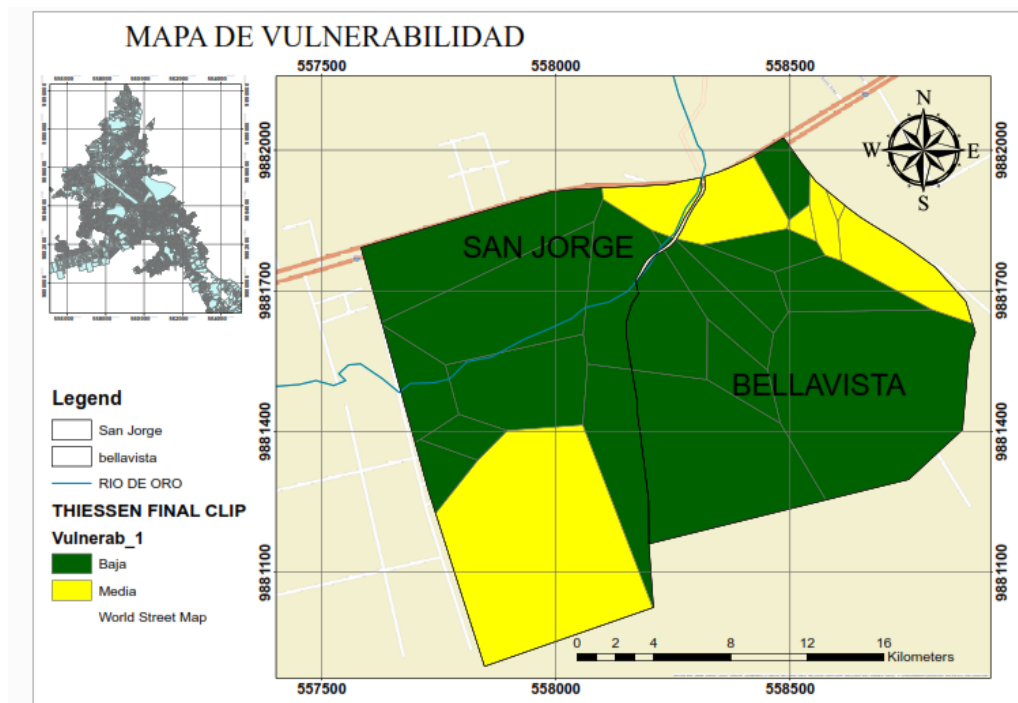 MAPA DE VULNERABILIDAD
557500 558000 558500
N
W E
S
9882000 9882000
SAN JORGE
9881700 9881700
BELLAVISTA
Legend
San Jorge
bellavista
RIO DE ORO
THIESSEN FINAL CLIP
Vulnerab_1
Baja
Media
World Street Map
9881400 9881400
9881100 9881100
0 2 4 8 12 16
Kilometers
557500 558000 558500